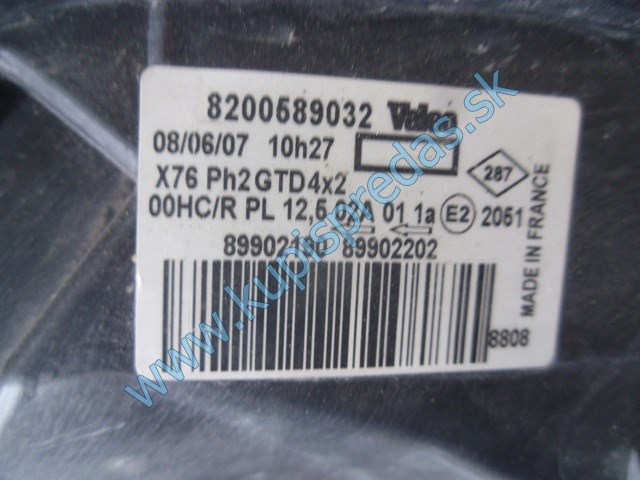 8200589032 Valeo
08/06/07 10h27
X76 Ph2 GTD 4x2
287
00HC/R PL 12,5 02A 01 1a E2 2051
89902202
8808
MADE IN FRANCE
www.kupispredas.sk